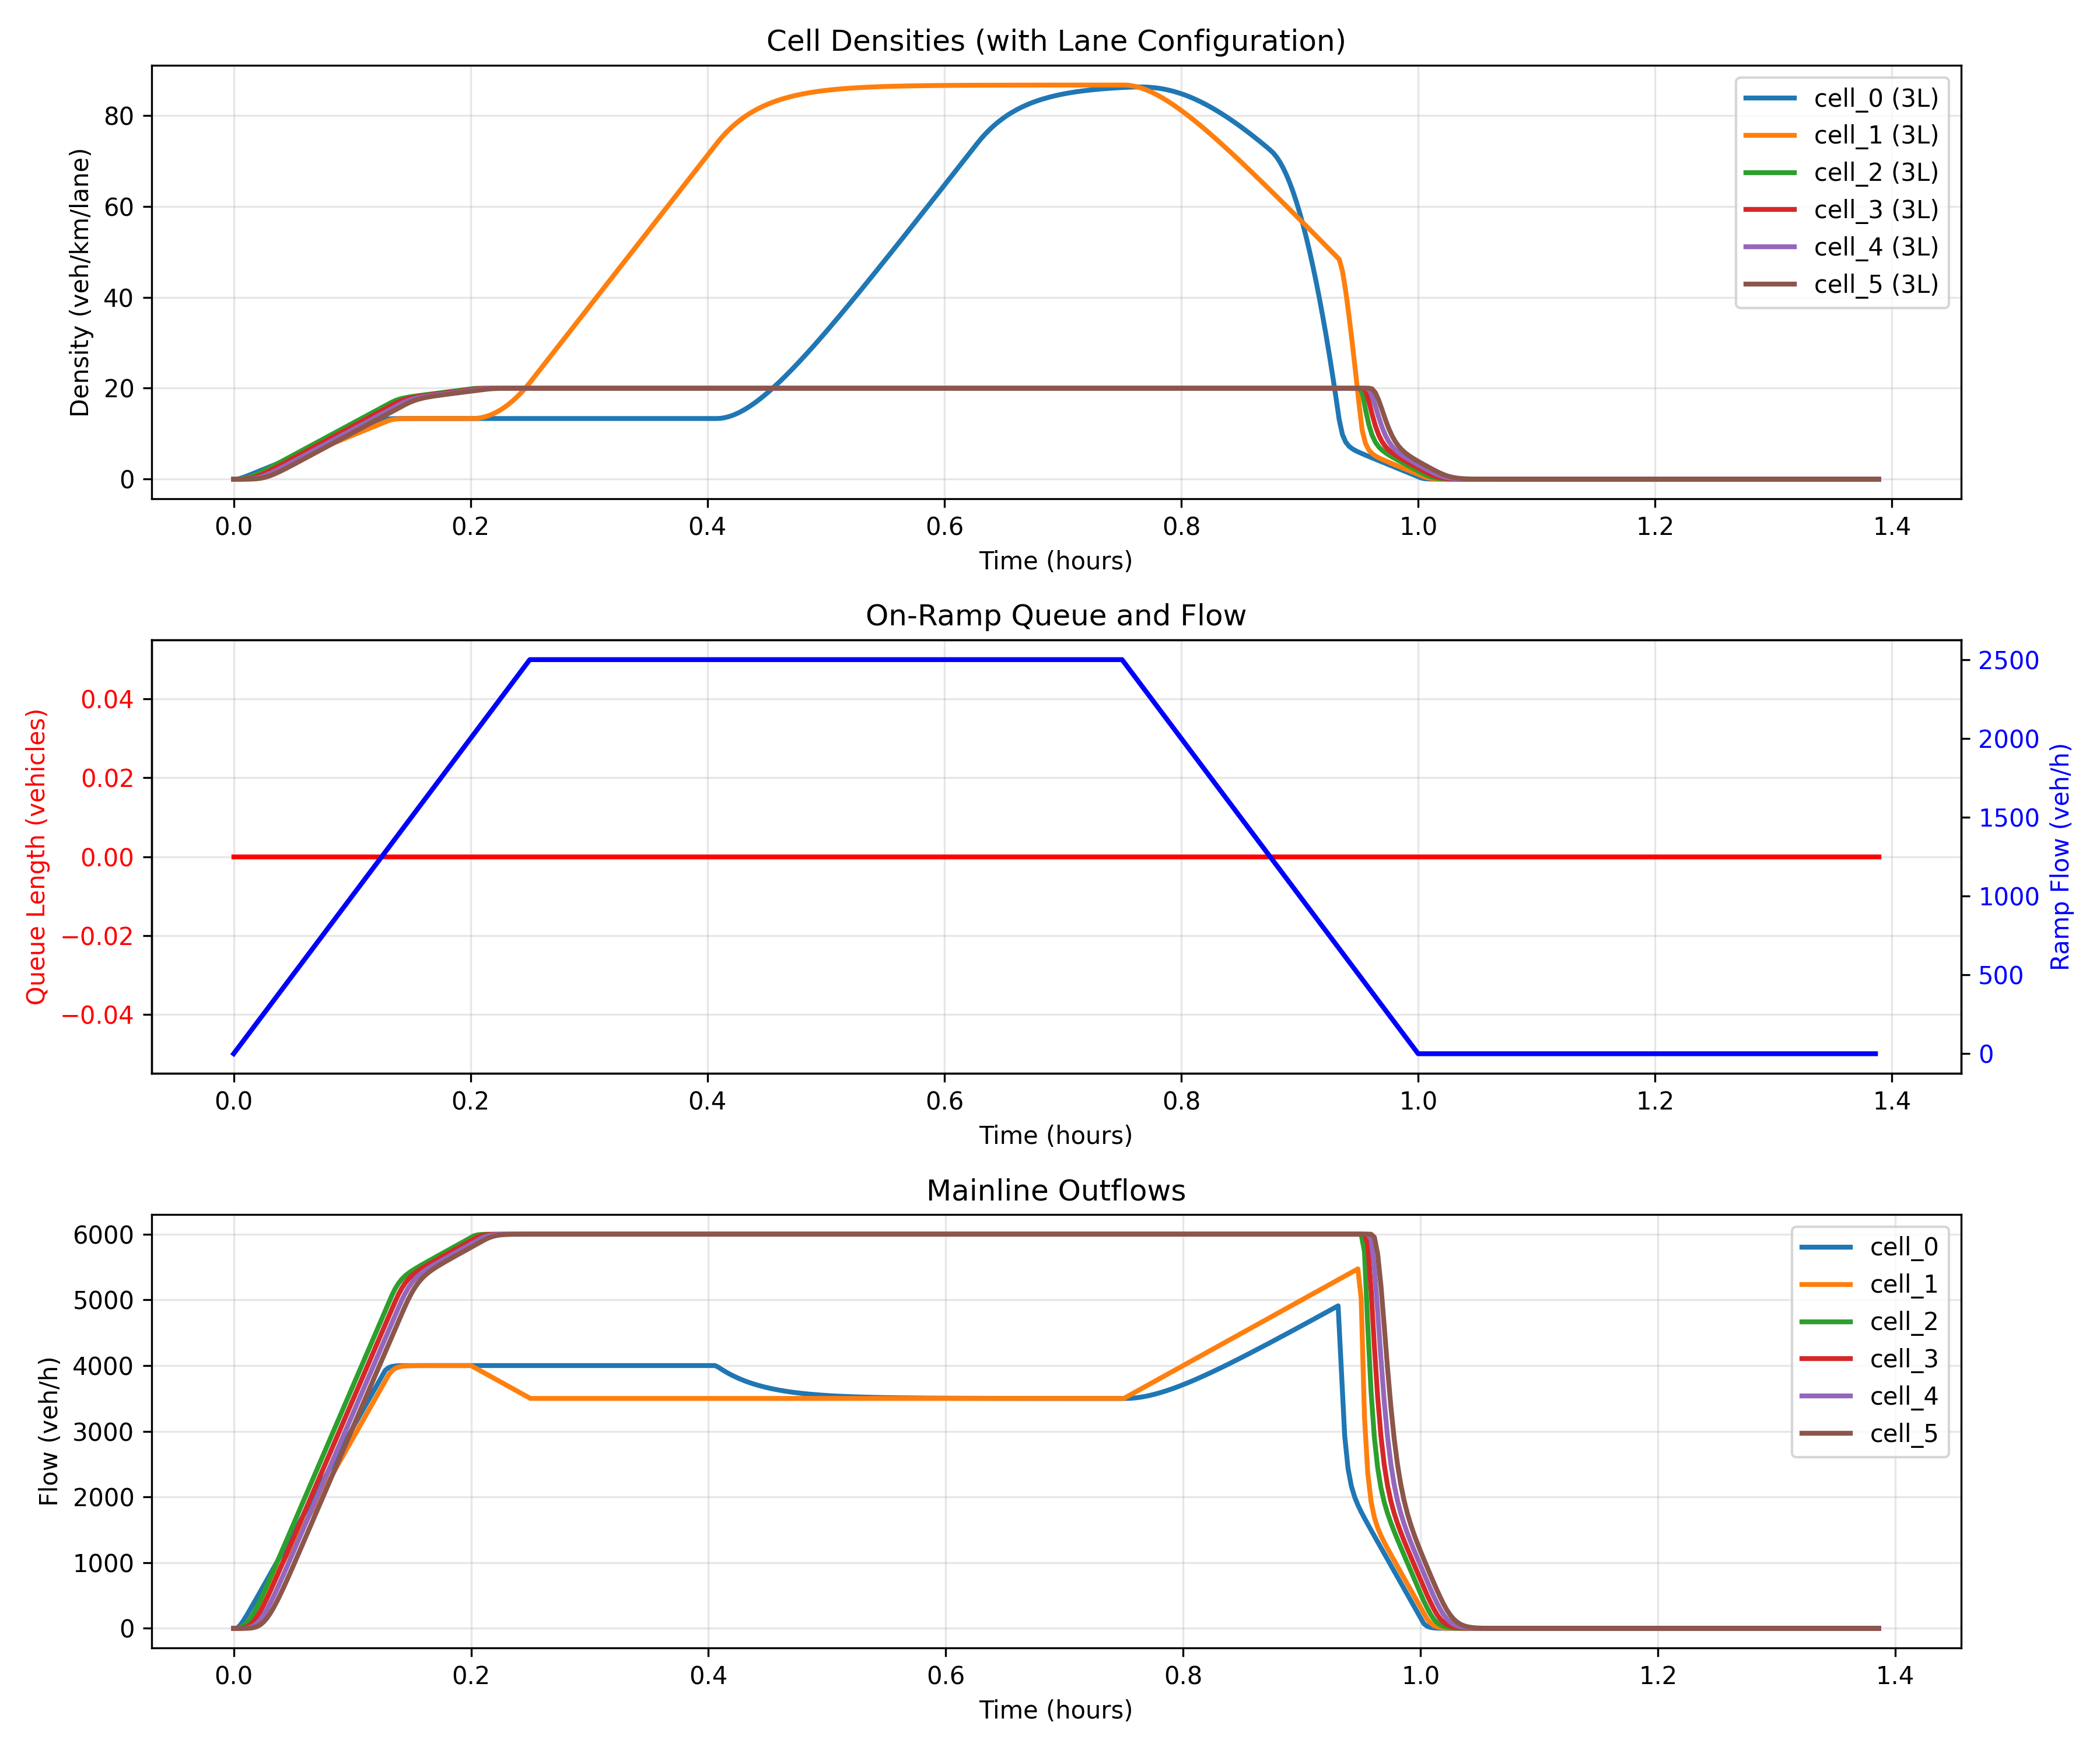 Cell Densities (with Lane Configuration)
Density (veh/km/lane)
80
60
40
20
0
cell_0 (3L)
cell_1 (3L)
cell_2 (3L)
cell_3 (3L)
cell_4 (3L)
cell_5 (3L)
0.0 0.2 0.4 0.6 0.8 1.0 1.2 1.4
Time (hours)
On-Ramp Queue and Flow
Queue Length (vehicles)
0.04
0.02
0.00
−0.02
−0.04
2500
2000
1500
1000
500
0
Ramp Flow (veh/h)
0.0 0.2 0.4 0.6 0.8 1.0 1.2 1.4
Time (hours)
Mainline Outflows
Flow (veh/h)
6000
5000
4000
3000
2000
1000
0
cell_0
cell_1
cell_2
cell_3
cell_4
cell_5
0.0 0.2 0.4 0.6 0.8 1.0 1.2 1.4
Time (hours)